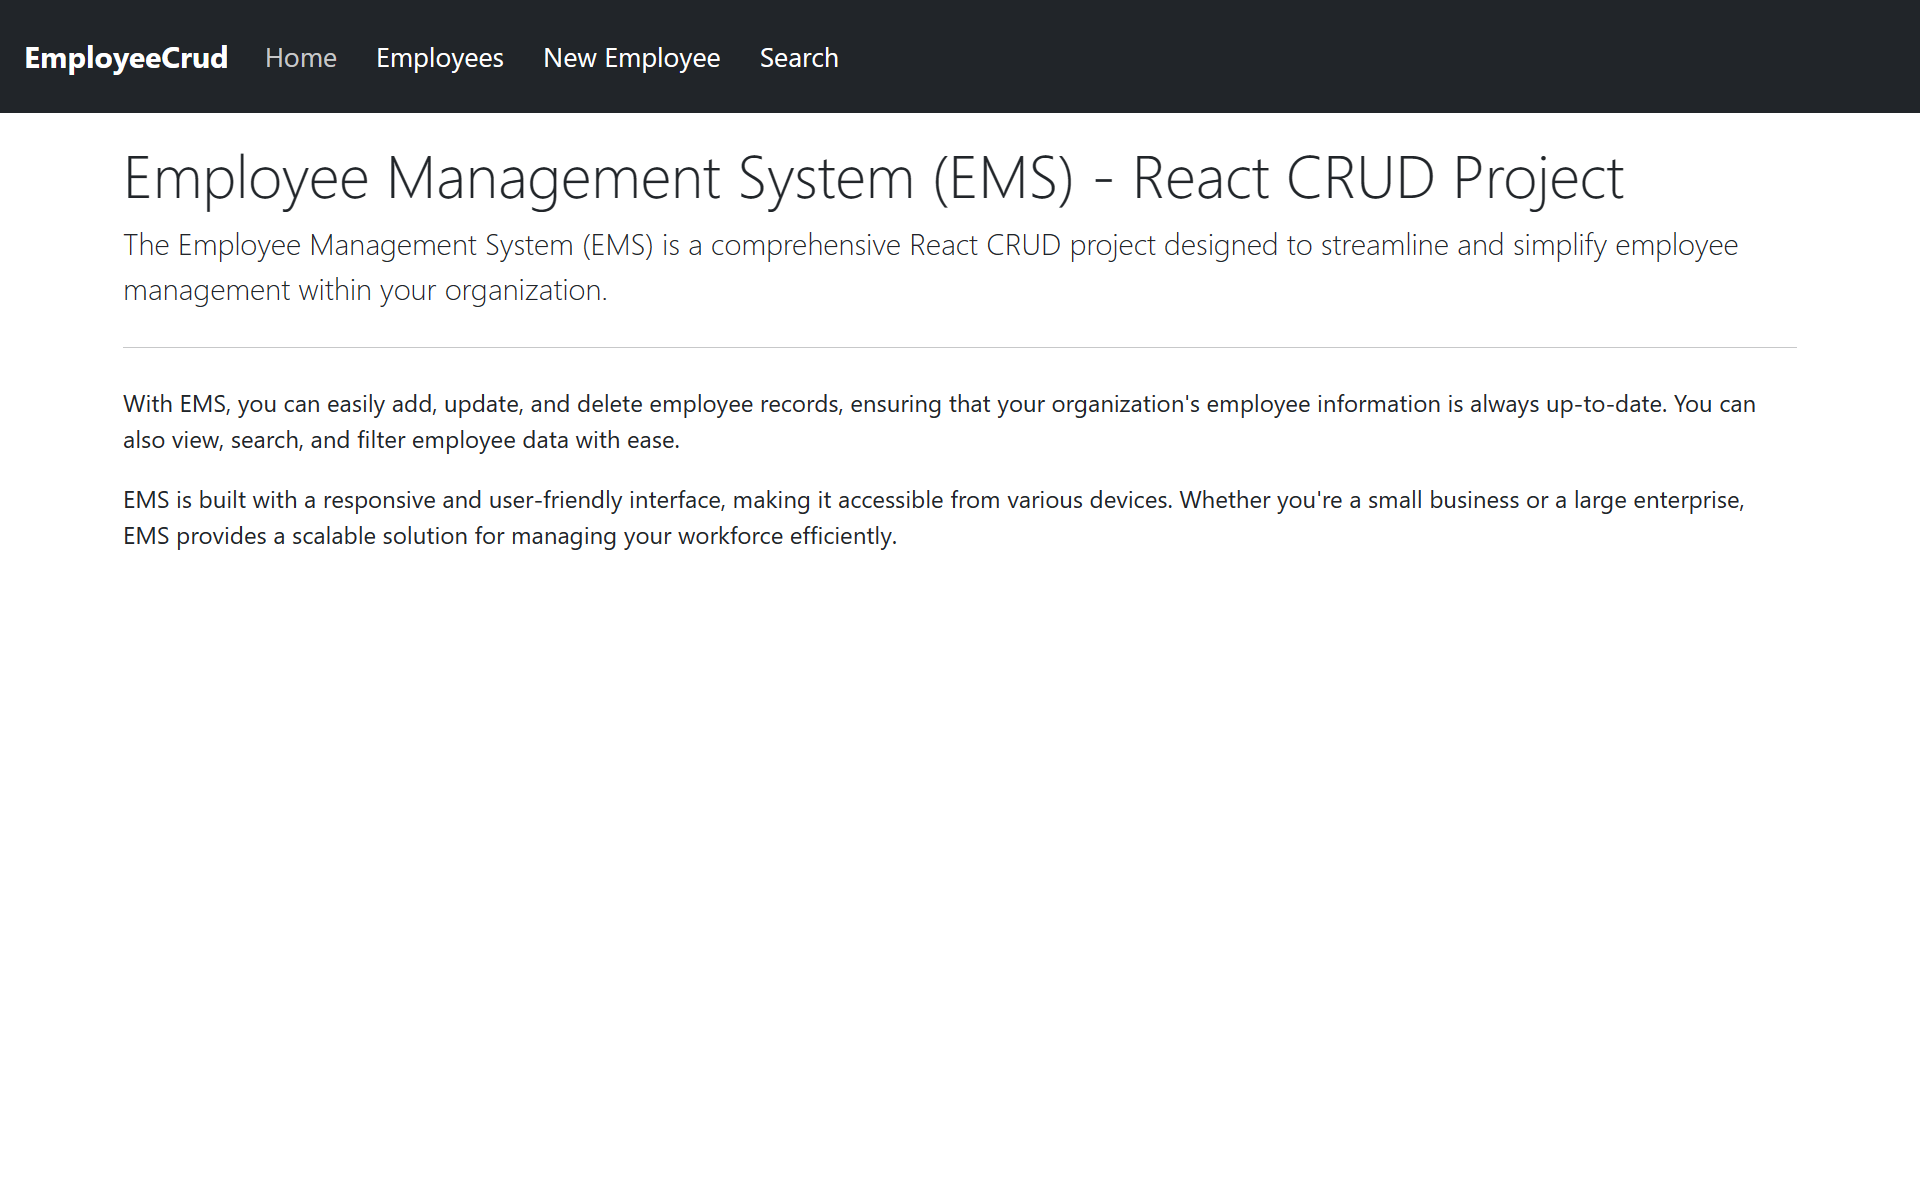 EmployeeCrud Home Employees New Employee Search
Employee Management System (EMS) - React CRUD Project
The Employee Management System (EMS) is a comprehensive React CRUD project designed to streamline and simplify employee
management within your organization.
With EMS, you can easily add, update, and delete employee records, ensuring that your organization's employee information is always up-to-date. You can
also view, search, and filter employee data with ease.
EMS is built with a responsive and user-friendly interface, making it accessible from various devices. Whether you're a small business or a large enterprise,
EMS provides a scalable solution for managing your workforce efficiently.